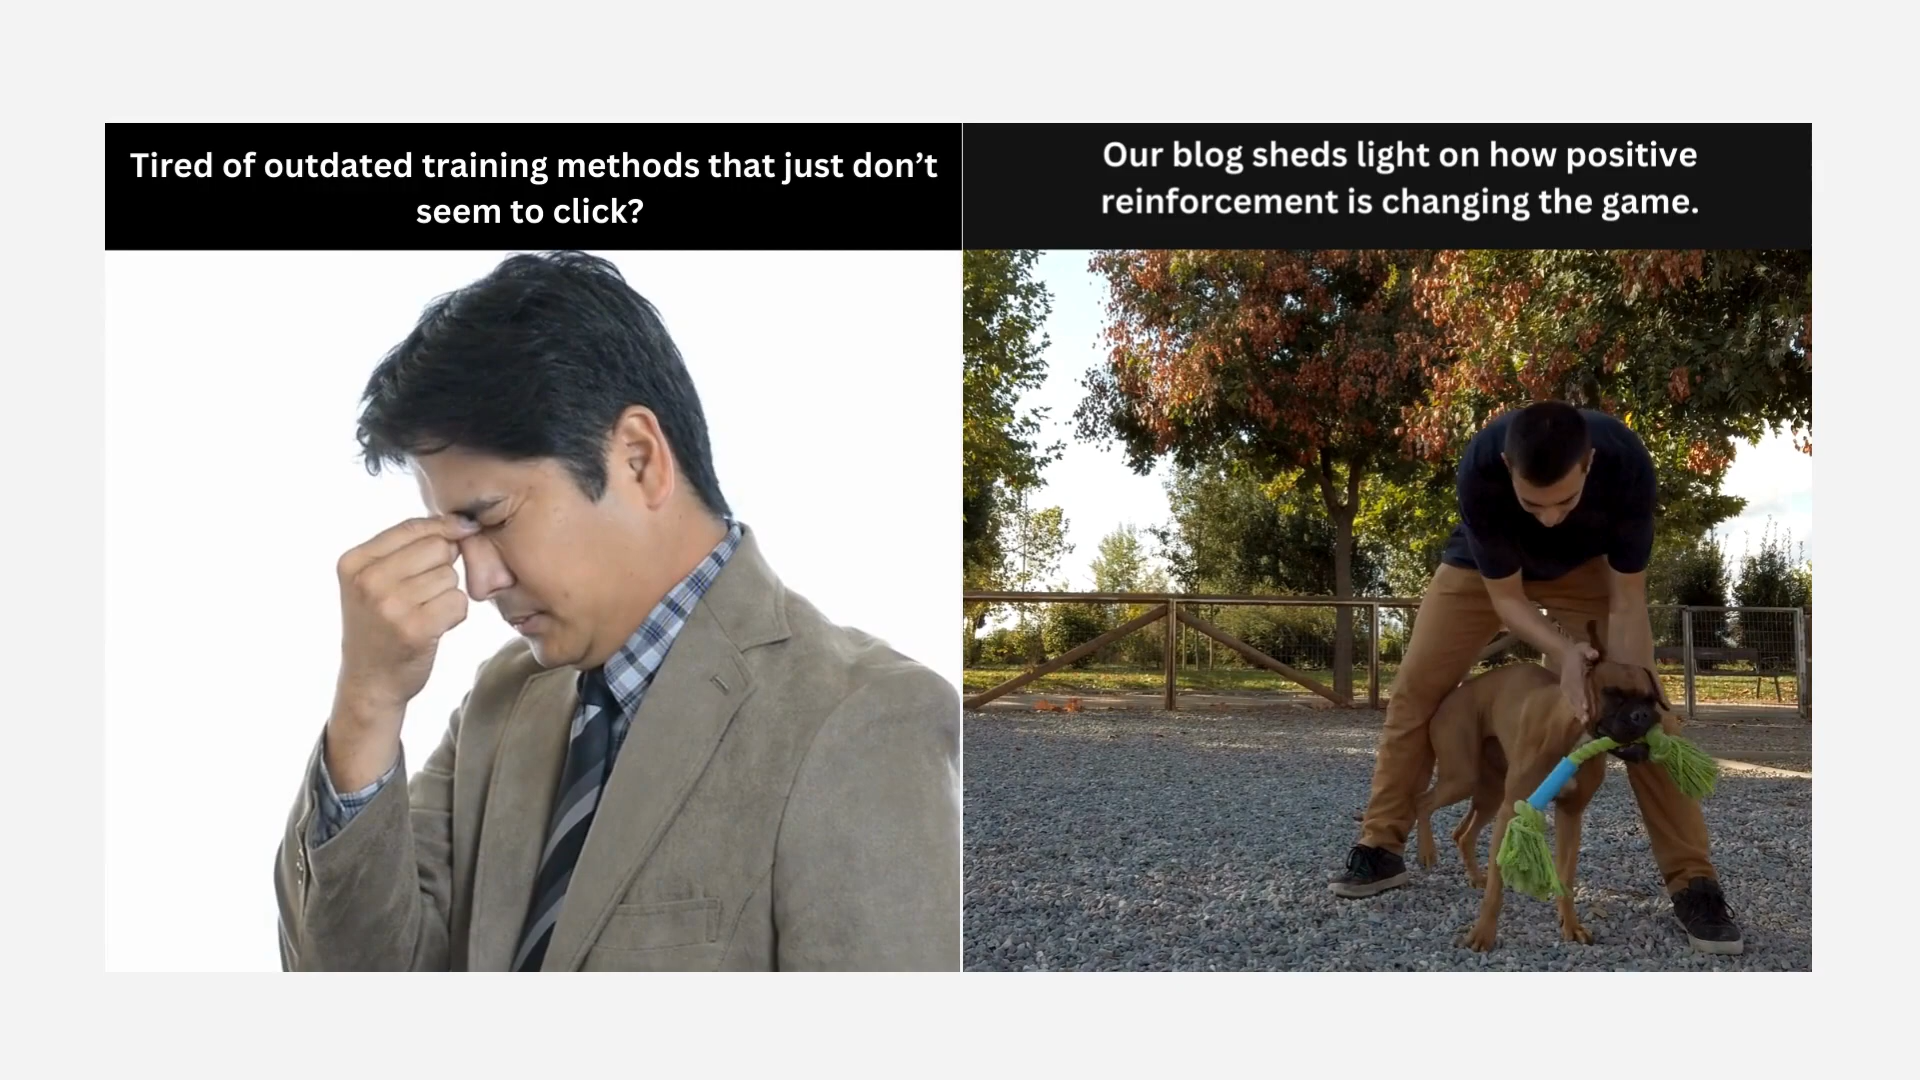 Tired of outdated training methods that just don’t
seem to click?
Our blog sheds light on how positive
reinforcement is changing the game.